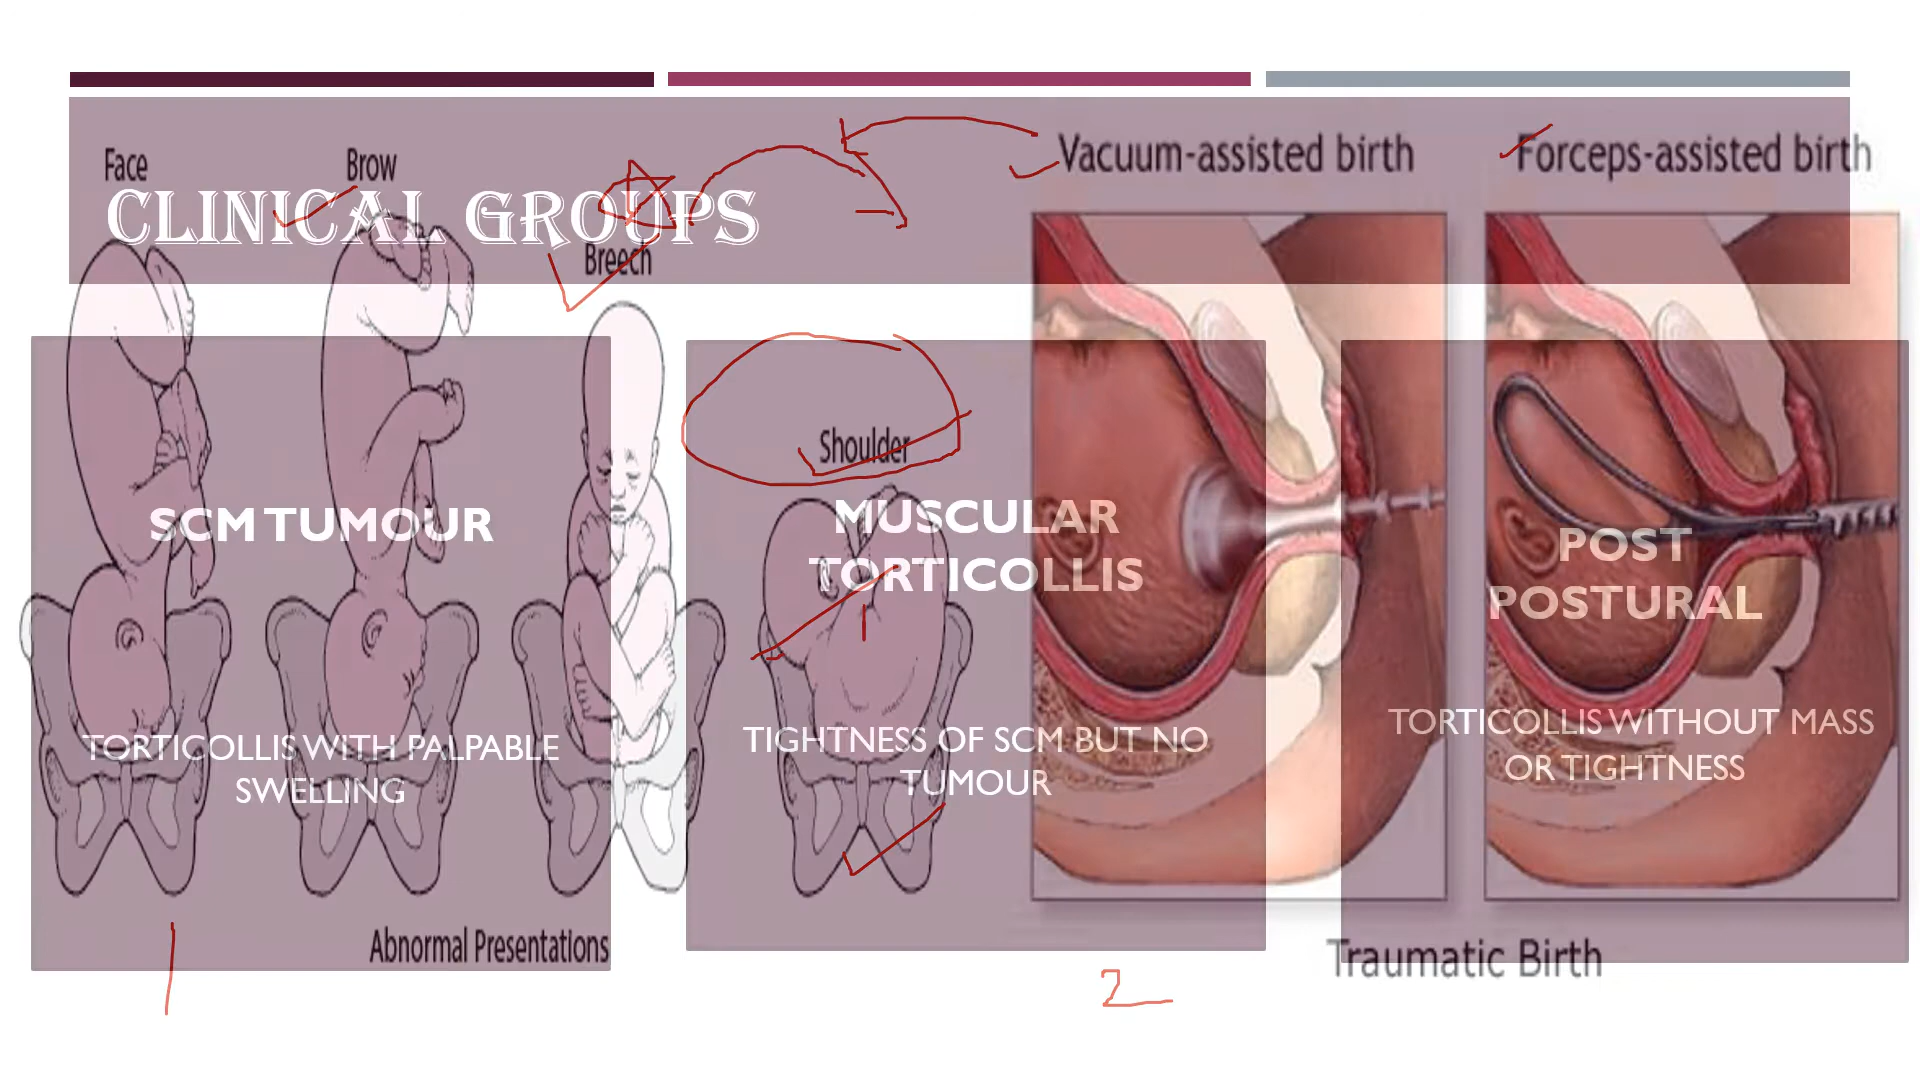 Face
Brow
Vacuum-assisted birth
Forceps-assisted birth
CLINICAL GROUPS
Breech
Shoulder
SCM TUMOUR
MUSCULAR
TORTICOLLIS
POST
POSTURAL
TORTICOLLIS WITH PALPABLE
SWELLING
TIGHTNESS OF SCM BUT NO
TUMOUR
TORTICOLLIS WITHOUT MASS
OR TIGHTNESS
Abnormal Presentations
Traumatic Birth
1
2